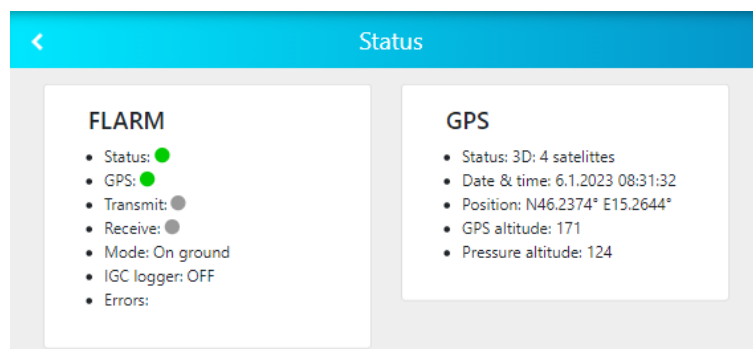 Status
FLARM
Status:
GPS:
Transmit:
Receive:
Mode: On ground
IGC logger: OFF
Errors:
GPS
Status: 3D: 4 satelittes
Date & time: 6.1.2023 08:31:32
Position: N46.2374° E15.2644°
GPS altitude: 171
Pressure altitude: 124